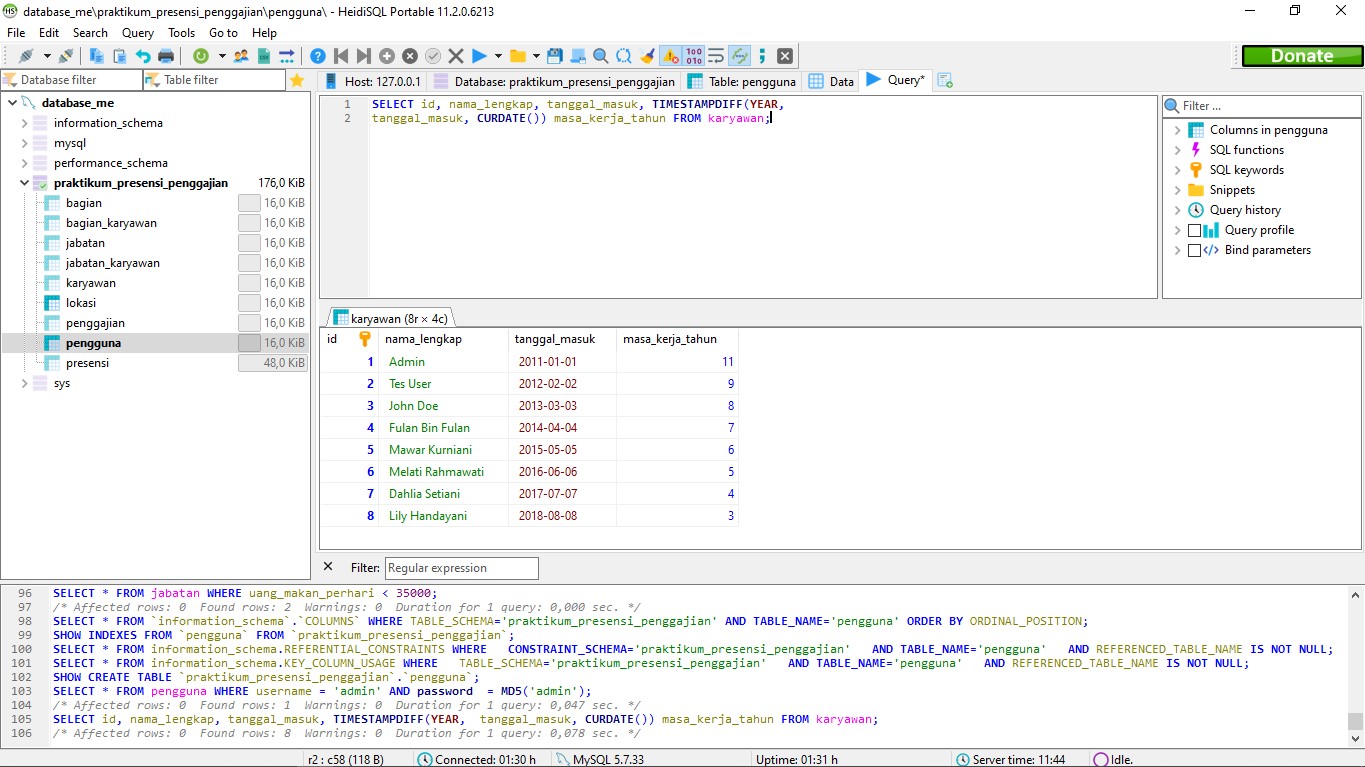 database_me\praktikum_presensi_penggajian\pengguna\ - HeidiSQL Portable 11.2.0.6213
File Edit Search Query Tools Go to Help
Donate
Database filter Table filter
Host: 127.0.0.1 Database: praktikum_presensi_penggajian Table: pengguna Data Query*
database_me
information_schema
mysql
performance_schema
praktikum_presensi_penggajian 176,0 KiB
bagian 16,0 KiB
bagian_karyawan 16,0 KiB
jabatan 16,0 KiB
jabatan_karyawan 16,0 KiB
karyawan 16,0 KiB
lokasi 16,0 KiB
penggajian 16,0 KiB
pengguna 16,0 KiB
presensi 48,0 KiB
sys
1 SELECT id, nama_lengkap, tanggal_masuk, TIMESTAMPDIFF(YEAR,
2 tanggal_masuk, CURDATE()) masa_kerja_tahun FROM karyawan;
Filter ...
Columns in pengguna
SQL functions
SQL keywords
Snippets
Query history
Query profile
Bind parameters
karyawan (8r × 4c)
id nama_lengkap tanggal_masuk masa_kerja_tahun
1 Admin 2011-01-01 11
2 Tes User 2012-02-02 9
3 John Doe 2013-03-03 8
4 Fulan Bin Fulan 2014-04-04 7
5 Mawar Kurniani 2015-05-05 6
6 Melati Rahmawati 2016-06-06 5
7 Dahlia Setiani 2017-07-07 4
8 Lily Handayani 2018-08-08 3
Filter: Regular expression
96 SELECT * FROM jabatan WHERE uang_makan_perhari < 35000;
97 /* Affected rows: 0 Found rows: 2 Warnings: 0 Duration for 1 query: 0,000 sec. */
98 SELECT * FROM `information_schema`.`COLUMNS` WHERE TABLE_SCHEMA='praktikum_presensi_penggajian' AND TABLE_NAME='pengguna' ORDER BY ORDINAL_POSITION;
99 SHOW INDEXES FROM `pengguna` FROM `praktikum_presensi_penggajian`;
100 SELECT * FROM information_schema.REFERENTIAL_CONSTRAINTS WHERE CONSTRAINT_SCHEMA='praktikum_presensi_penggajian' AND TABLE_NAME='pengguna' AND REFERENCED_TABLE_NAME IS NOT NULL;
101 SELECT * FROM information_schema.KEY_COLUMN_USAGE WHERE TABLE_SCHEMA='praktikum_presensi_penggajian' AND TABLE_NAME='pengguna' AND REFERENCED_TABLE_NAME IS NOT NULL;
102 SHOW CREATE TABLE `praktikum_presensi_penggajian`.`pengguna`;
103 SELECT * FROM pengguna WHERE username = 'admin' AND password = MD5('admin');
104 /* Affected rows: 0 Found rows: 1 Warnings: 0 Duration for 1 query: 0,047 sec. */
105 SELECT id, nama_lengkap, tanggal_masuk, TIMESTAMPDIFF(YEAR, tanggal_masuk, CURDATE()) masa_kerja_tahun FROM karyawan;
106 /* Affected rows: 0 Found rows: 8 Warnings: 0 Duration for 1 query: 0,078 sec. */
r2 : c58 (118 B) Connected: 01:30 h MySQL 5.7.33 Uptime: 01:31 h Server time: 11:44 Idle.